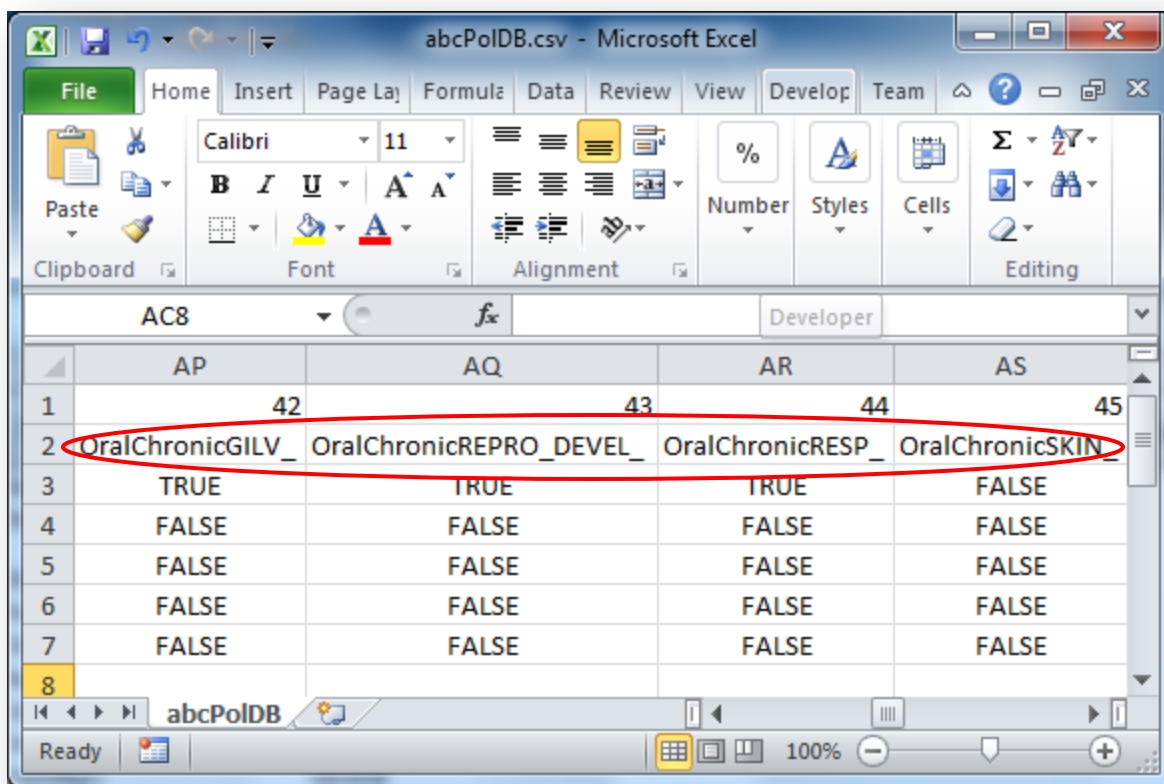 abcPolDB.csv - Microsoft Excel
File Home Insert Page Lay Formula Data Review View Develop Team
Calibri 11
B I U A A
% A Σ A Z
Paste Number Styles Cells
Clipboard Font Alignment Editing
AC8 fx Developer
AP AQ AR AS
1 42 43 44 45
2 OralChronicGILV_ OralChronicREPRO_DEVEL_ OralChronicRESP_ OralChronicSKIN_
3 TRUE TRUE TRUE FALSE
4 FALSE FALSE FALSE FALSE
5 FALSE FALSE FALSE FALSE
6 FALSE FALSE FALSE FALSE
7 FALSE FALSE FALSE FALSE
8
abcPolDB
Ready 100%